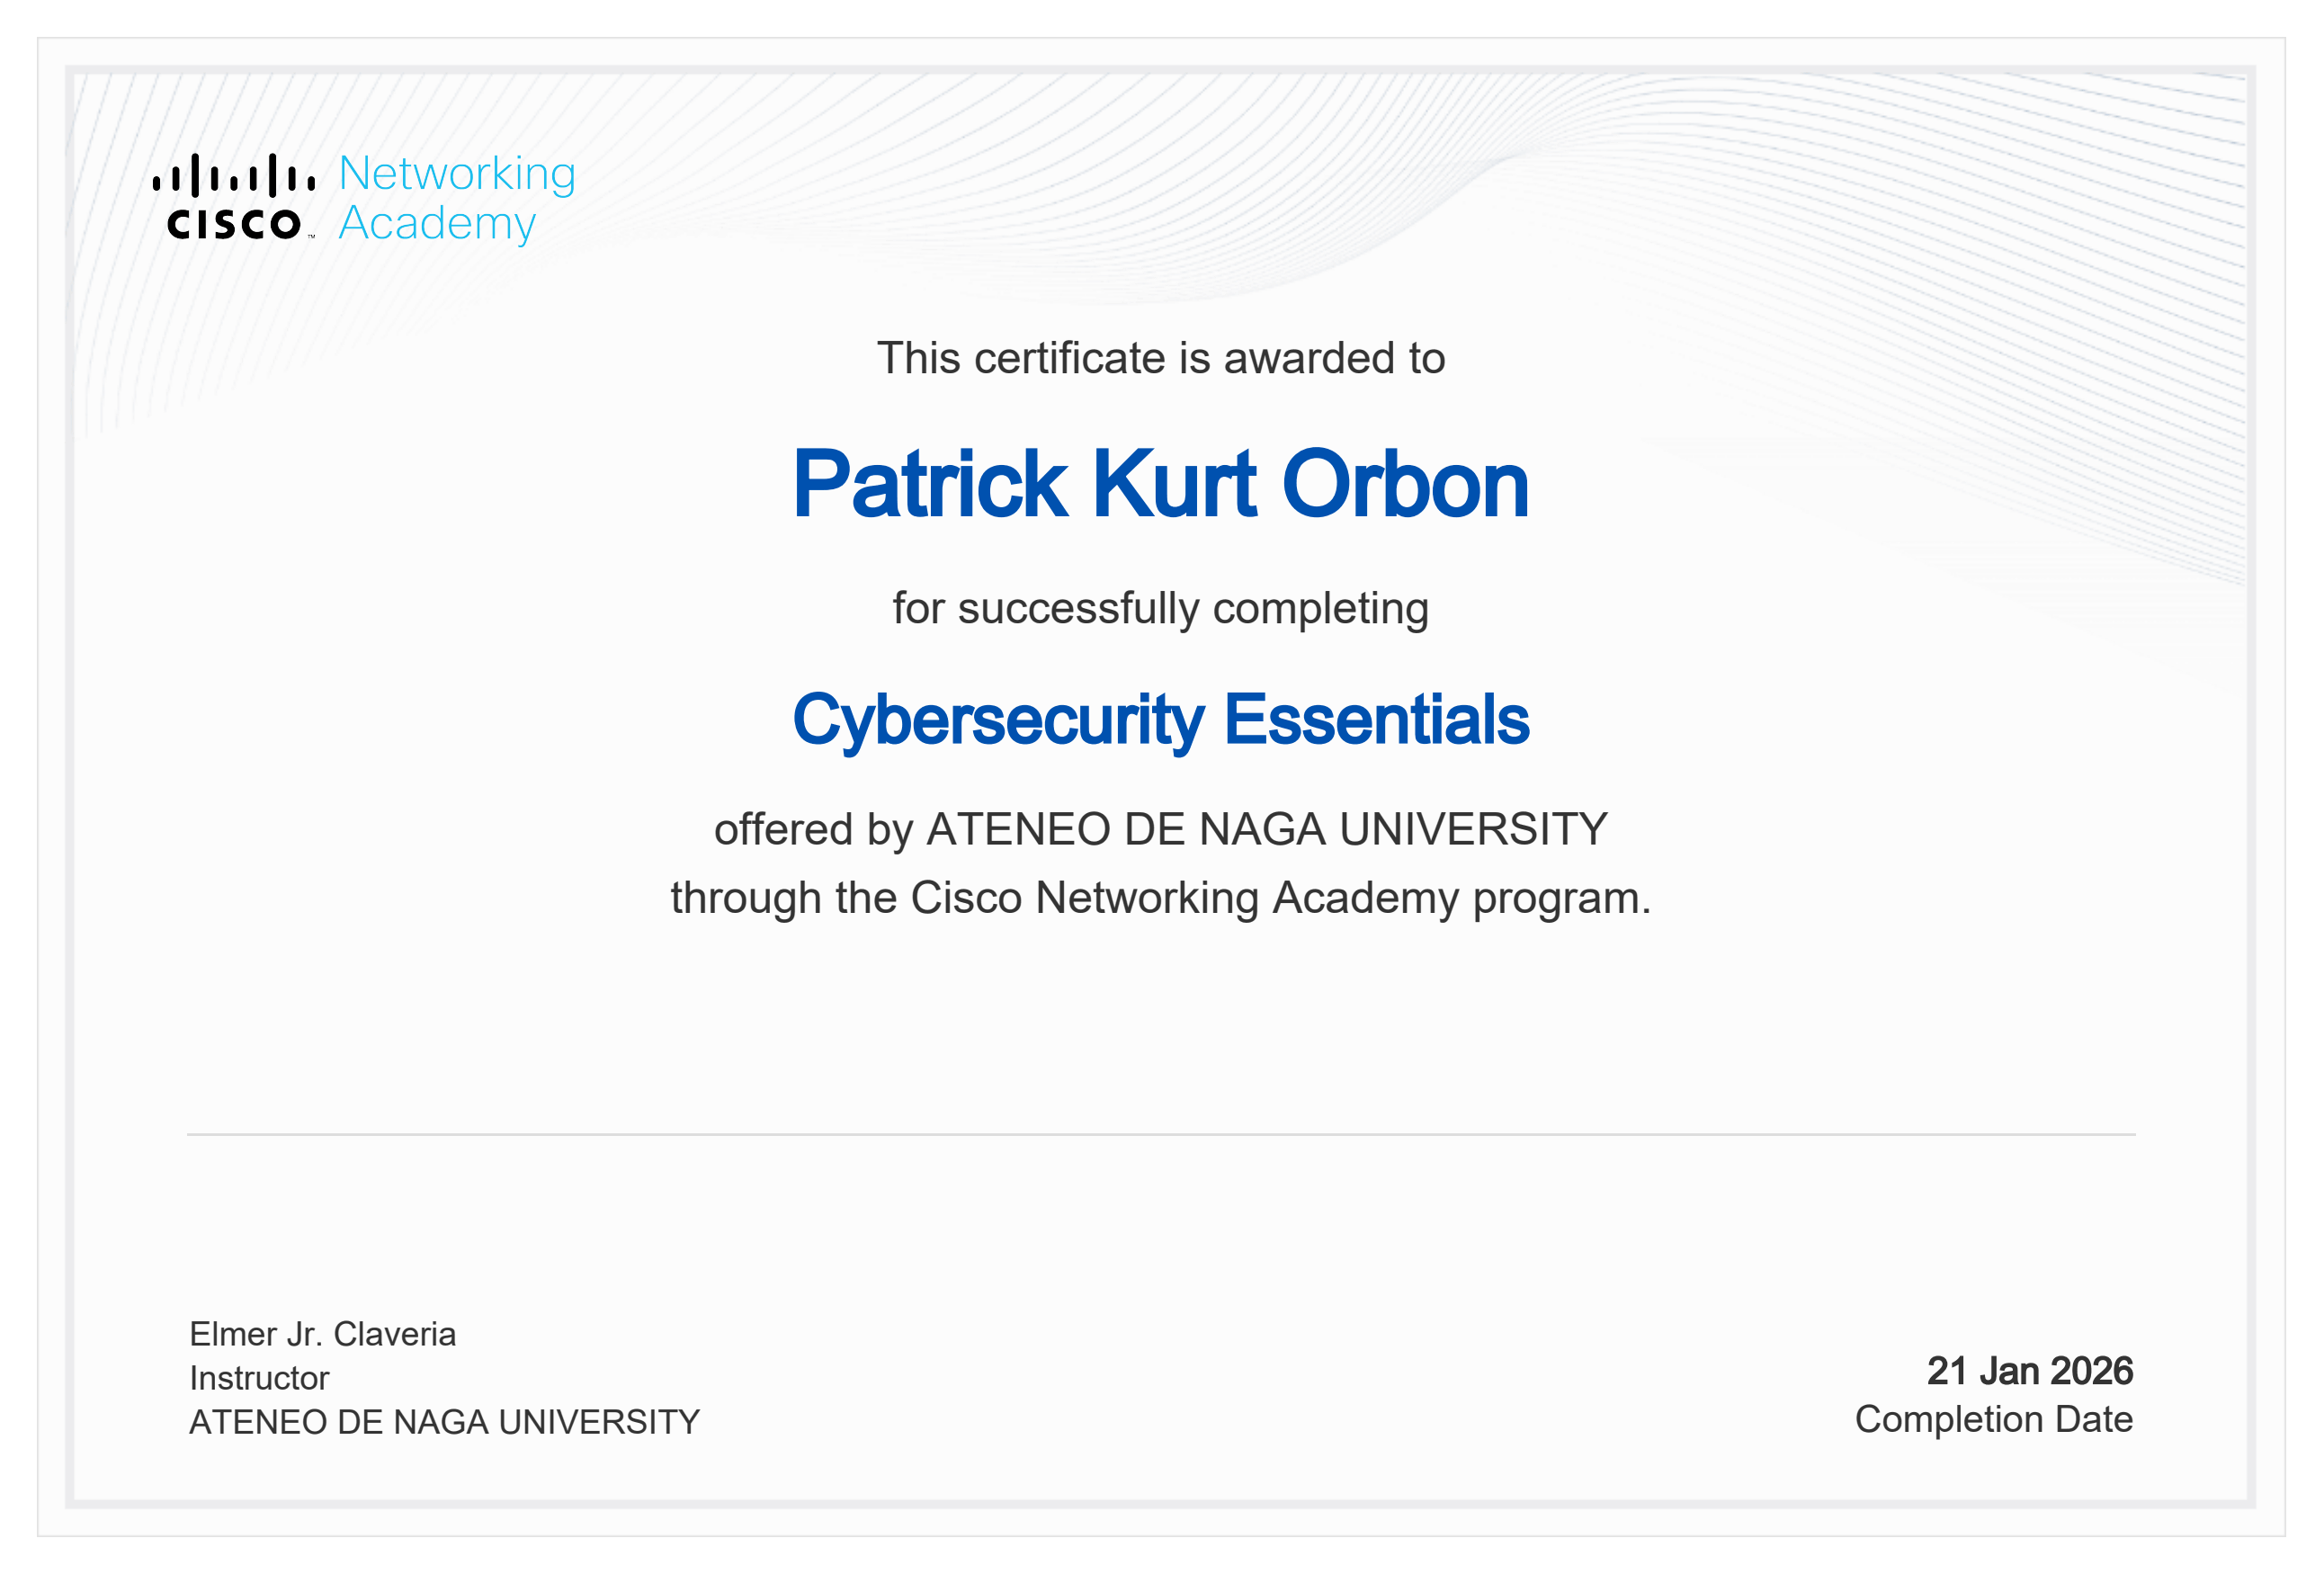 Networking
Academy
CISCO™
This certificate is awarded to
Patrick Kurt Orbon
for successfully completing
Cybersecurity Essentials
offered by ATENEO DE NAGA UNIVERSITY
through the Cisco Networking Academy program.
Elmer Jr. Claveria
Instructor
ATENEO DE NAGA UNIVERSITY
21 Jan 2026
Completion Date